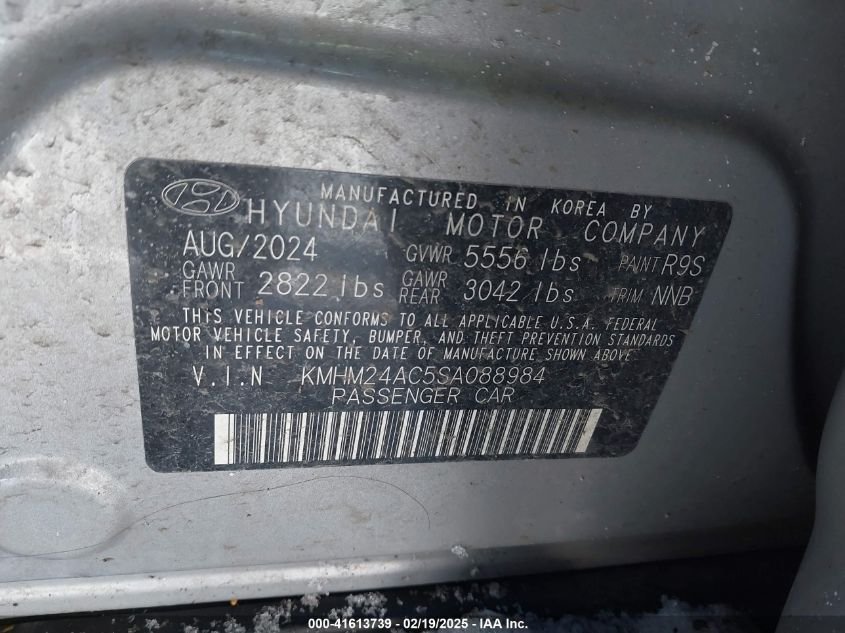 MANUFACTURED IN KOREA BY
HYUNDAI MOTOR COMPANY
AUG/2024 GVWR 5556 lbs PAINT R9S
GAWR FRONT 2822 lbs GAWR REAR 3042 lbs TRIM NNB
THIS VEHICLE CONFORMS TO ALL APPLICABLE U.S.A. FEDERAL
MOTOR VEHICLE SAFETY, BUMPER, AND THEFT PREVENTION STANDARDS
IN EFFECT ON THE DATE OF MANUFACTURE SHOWN ABOVE.
V.I.N KMHM24AC5SA088984
PASSENGER CAR
000-41613739 - 02/19/2025 - IAAI.COM